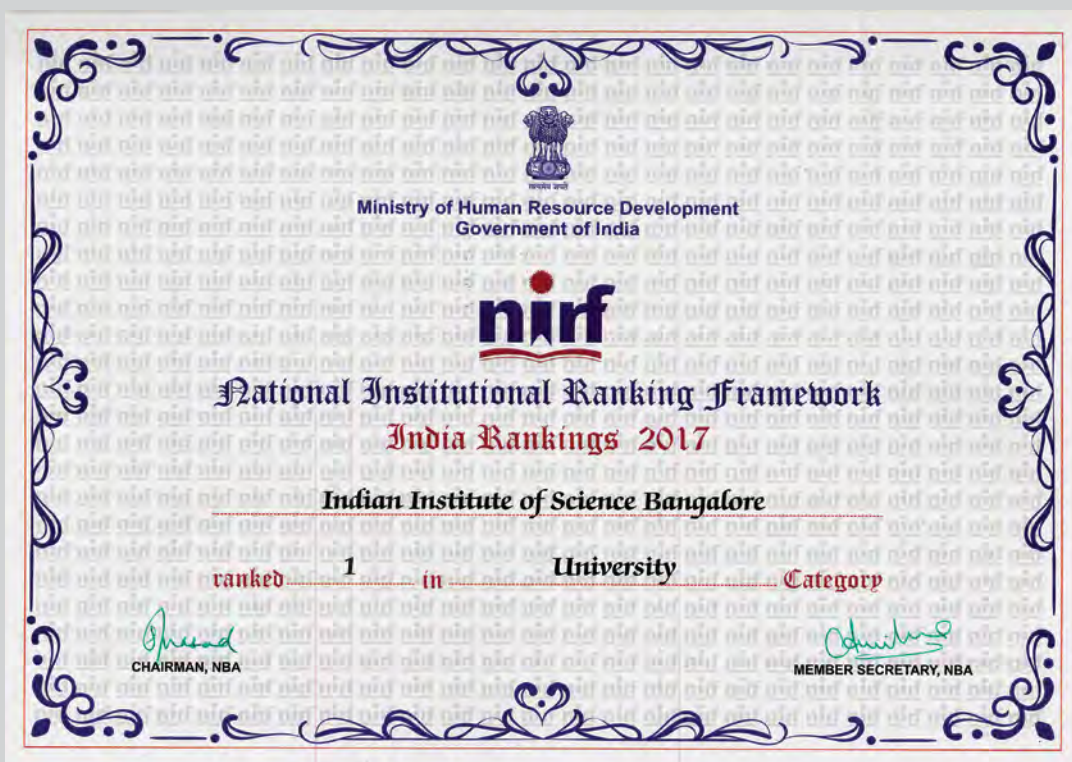 सत्यमेव जयते
Ministry of Human Resource Development
Government of India
nirf
National Institutional Ranking Framework
India Rankings 2017
Indian Institute of Science Bangalore
ranked 1 in University Category
CHAIRMAN, NBA
MEMBER SECRETARY, NBA